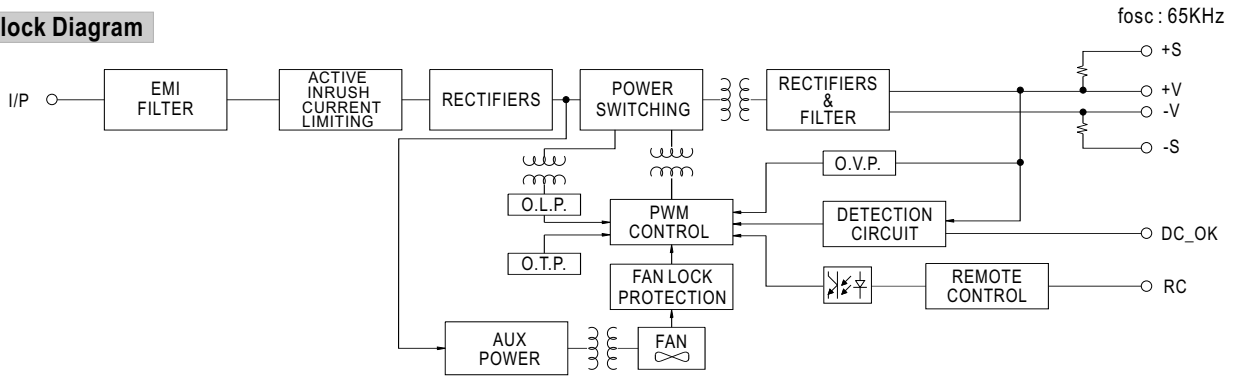 lock Diagram
fosc : 65KHz
I/P
EMI
FILTER
ACTIVE
INRUSH
CURRENT
LIMITING
RECTIFIERS
POWER
SWITCHING
RECTIFIERS
&
FILTER
+S
+V
-V
-S
O.V.P.
O.L.P.
O.T.P.
PWM
CONTROL
DETECTION
CIRCUIT
DC_OK
FAN LOCK
PROTECTION
REMOTE
CONTROL
RC
AUX
POWER
FAN